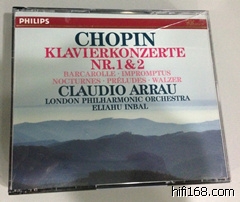 PHILIPS
CHOPIN
KLAVIERKONZERTE
NR.1&2
BARCAROLLE · IMPROMPTUS
NOCTURNES · PRÉLUDES · WALZER
CLAUDIO ARRAU
LONDON PHILHARMONIC ORCHESTRA
ELIAHU INBAL
hifi168.com